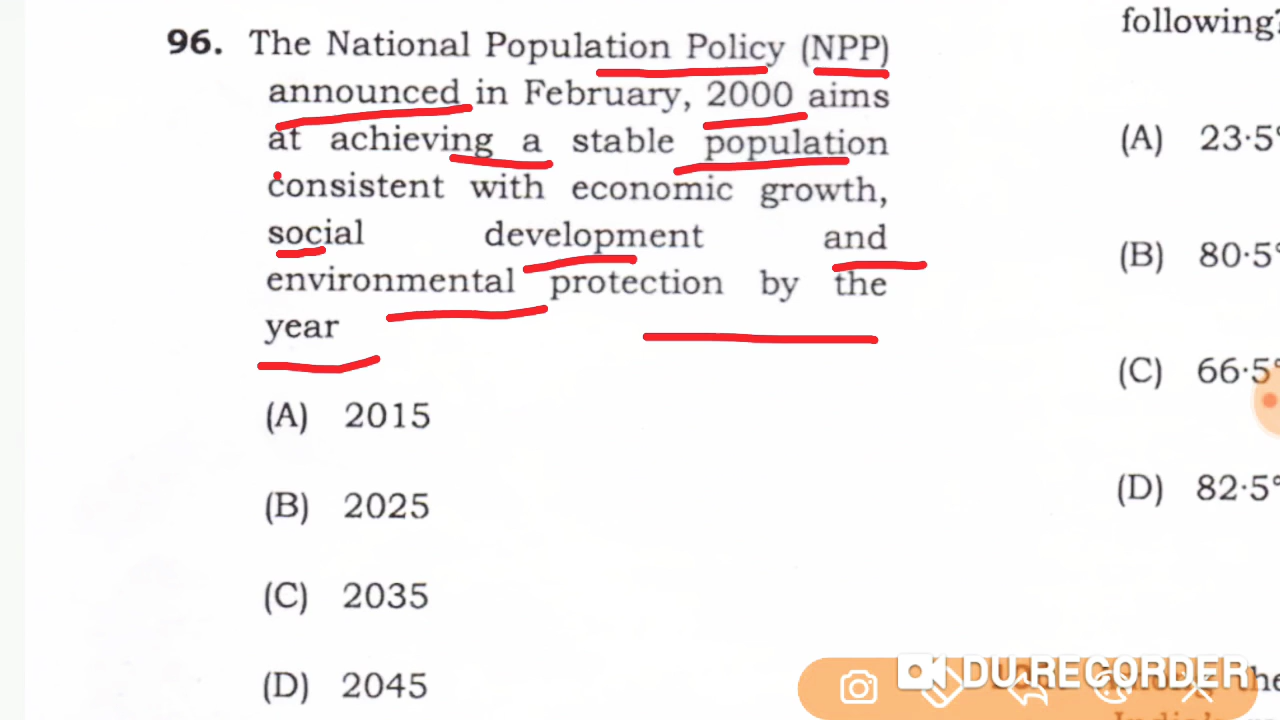 96. The National Population Policy (NPP)
announced in February, 2000 aims
at achieving a stable population
consistent with economic growth,
social development and
environmental protection by the
year
(A) 2015
(B) 2025
(C) 2035
(D) 2045
following?
(A) 23·5°
(B) 80·5°
(C) 66·5°
(D) 82·5°
DU RECORDER